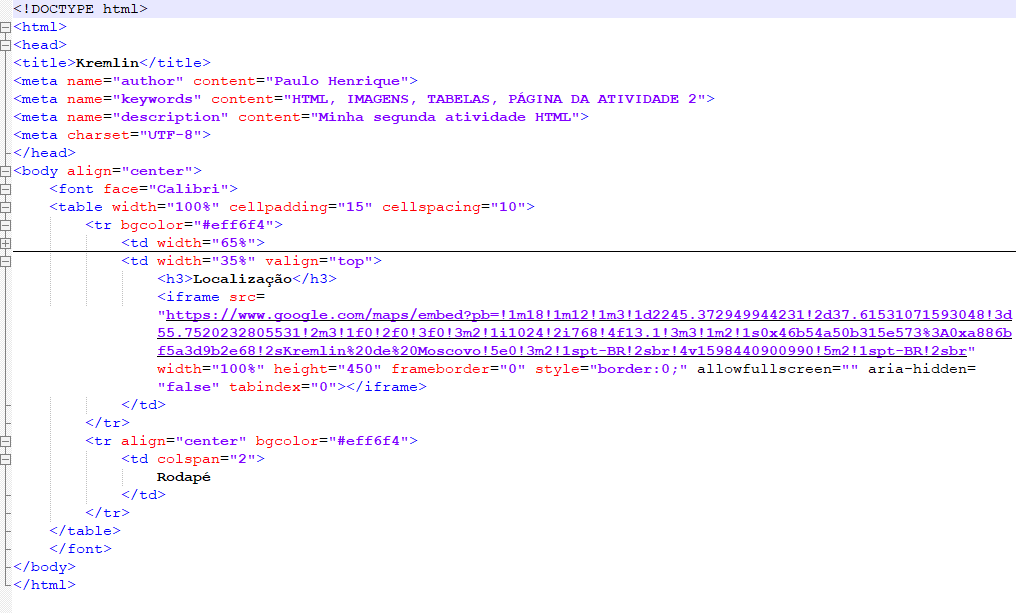 <!DOCTYPE html>
<html>
<head>
<title>Kremlin</title>
<meta name="author" content="Paulo Henrique">
<meta name="keywords" content="HTML, IMAGENS, TABELAS, PÁGINA DA ATIVIDADE 2">
<meta name="description" content="Minha segunda atividade HTML">
<meta charset="UTF-8">
</head>
<body align="center">
<font face="Calibri">
<table width="100%" cellpadding="15" cellspacing="10">
<tr bgcolor="#eff6f4">
<td width="65%">
<td width="35%" valign="top">
<h3>Localização</h3>
<iframe src=
"https://www.google.com/maps/embed?pb=!1m18!1m12!1m3!1d2245.372949944231!2d37.61531071593048!3d
55.7520232805531!2m3!1f0!2f0!3f0!3m2!1i1024!2i768!4f13.1!3m3!1m2!1s0x46b54a50b315e573%3A0xa886b
f5a3d9b2e68!2sKremlin%20de%20Moscovo!5e0!3m2!1spt-BR!2sbr!4v1598440900990!5m2!1spt-BR!2sbr"
width="100%" height="450" frameborder="0" style="border:0;" allowfullscreen="" aria-hidden=
"false" tabindex="0"></iframe>
</td>
</tr>
<tr align="center" bgcolor="#eff6f4">
<td colspan="2">
Rodapé
</td>
</tr>
</table>
</font>
</body>
</html>